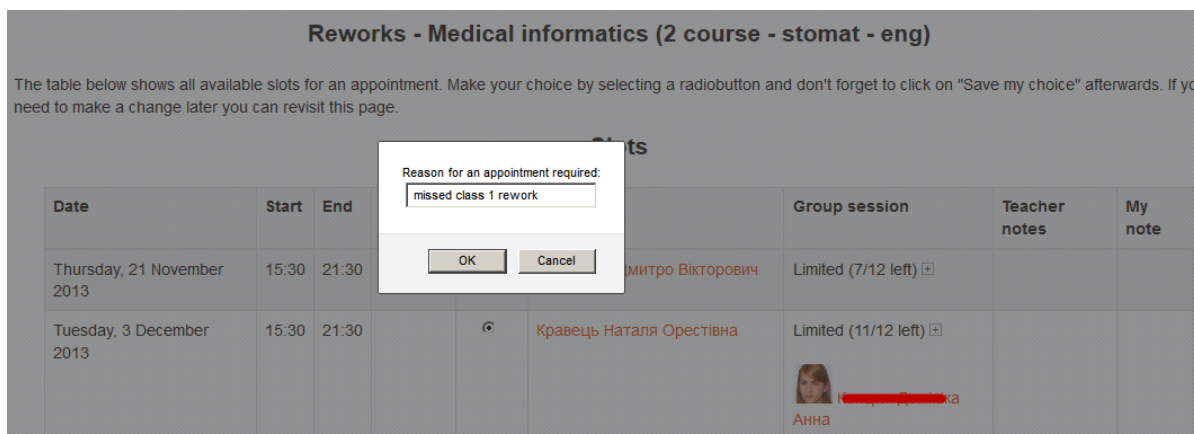 Reworks - Medical informatics (2 course - stomat - eng)
The table below shows all available slots for an appointment. Make your choice by selecting a radiobutton and don't forget to click on "Save my choice" afterwards. If yo
need to make a change later you can revisit this page.
ts
Reason for an appointment required:
missed class 1 rework
OK Cancel
Date Start End Group session Teacher My
notes note
Thursday, 21 November 15:30 21:30 митро Вікторович Limited (7/12 left)
2013
Tuesday, 3 December 15:30 21:30 Кравець Наталя Орестівна Limited (11/12 left)
2013
Анна